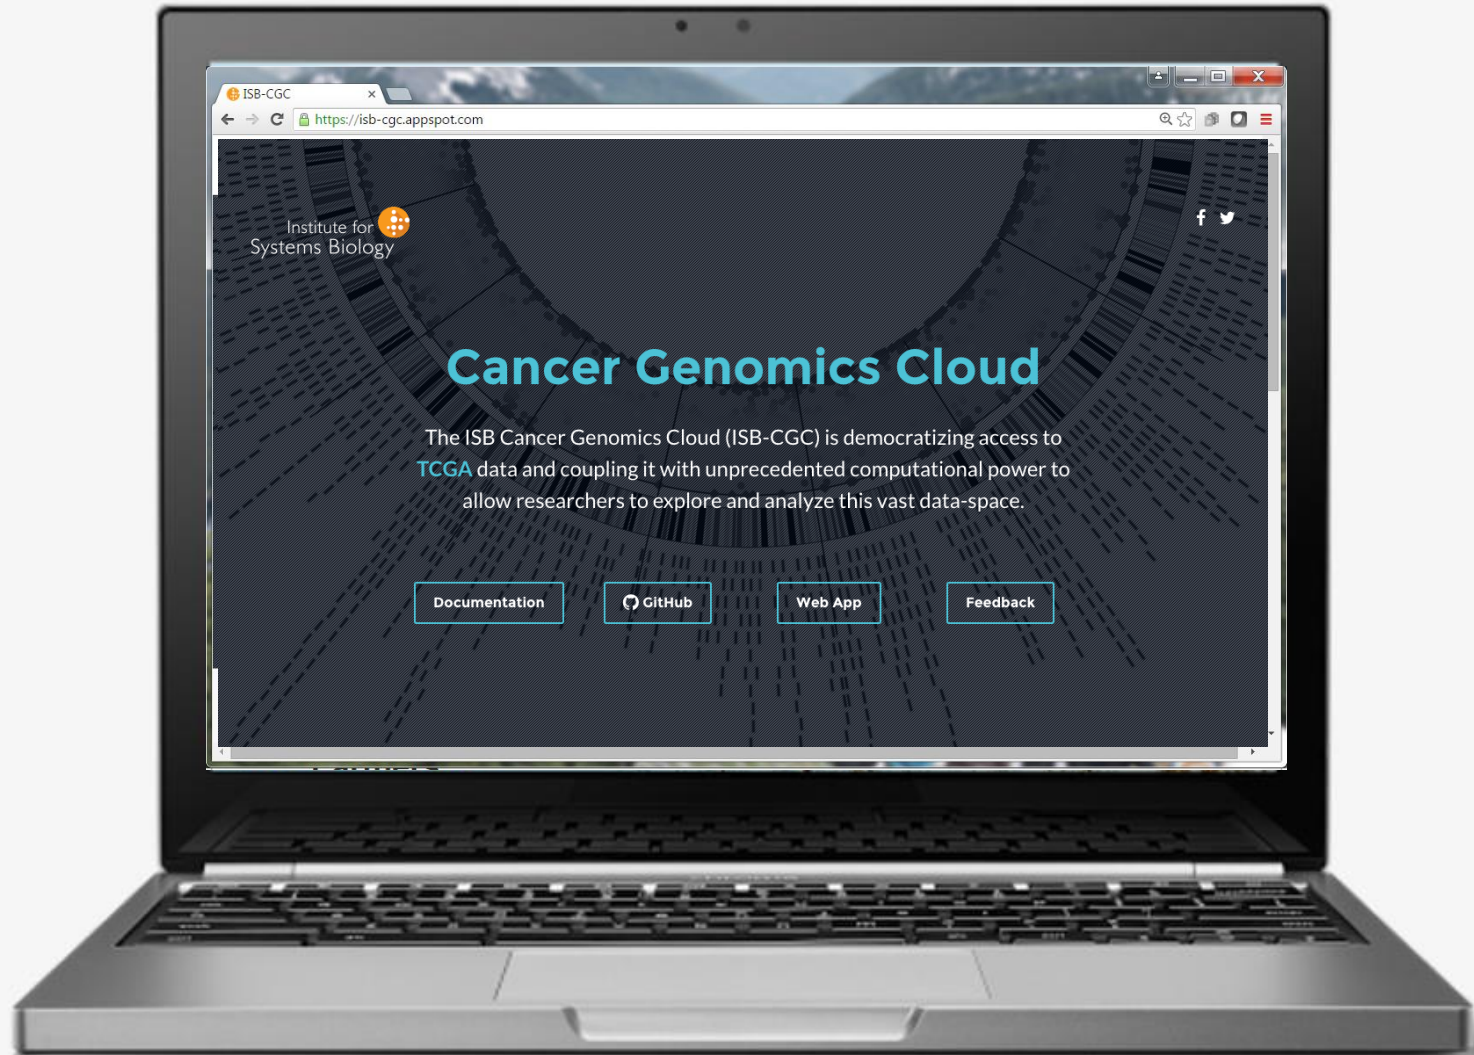 ISB-CGC
https://isb-cgc.appspot.com
Institute for
Systems Biology
Cancer Genomics Cloud
The ISB Cancer Genomics Cloud (ISB-CGC) is democratizing access to
TCGA data and coupling it with unprecedented computational power to
allow researchers to explore and analyze this vast data-space.
Documentation
GitHub
Web App
Feedback